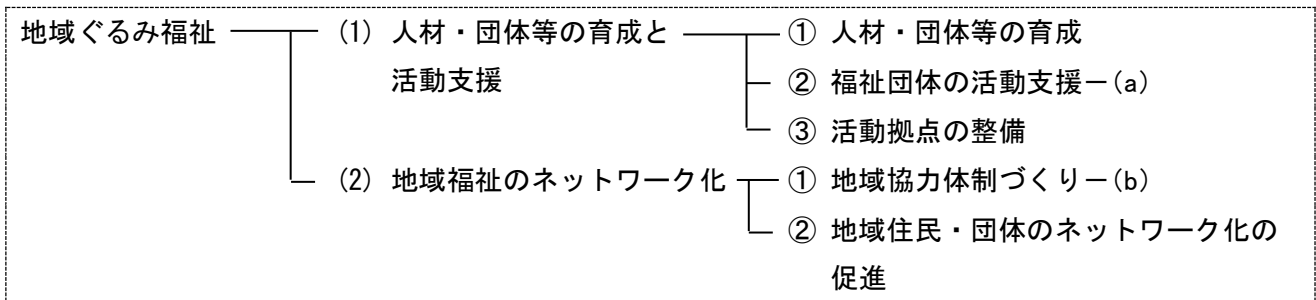 地域ぐるみ福祉 (1) 人材・団体等の育成と ① 人材・団体等の育成
活動支援 ② 福祉団体の活動支援－(a)
③ 活動拠点の整備
(2) 地域福祉のネットワーク化 ① 地域協力体制づくり－(b)
② 地域住民・団体のネットワーク化の
促進